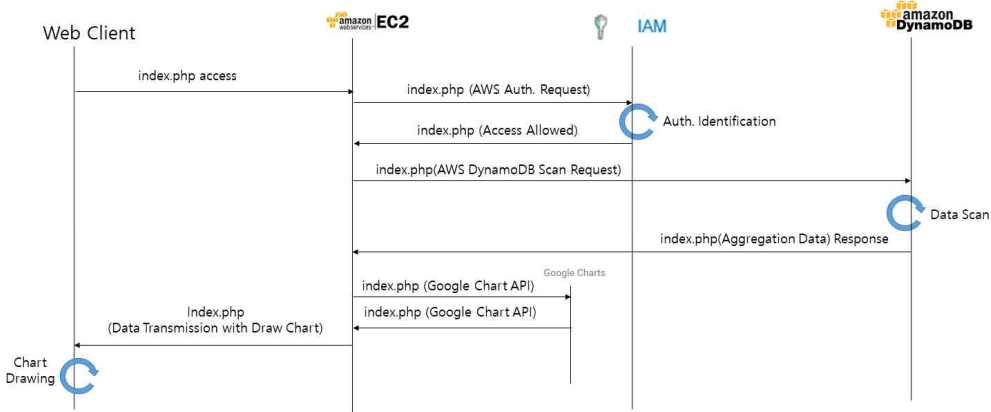 Web Client
amazon
webservices
EC2
IAM
amazon
DynamoDB
index.php access
index.php (AWS Auth. Request)
Auth. Identification
index.php (Access Allowed)
index.php(AWS DynamoDB Scan Request)
Data Scan
index.php(Aggregation Data) Response
Google Charts
index.php (Google Chart API)
index.php (Google Chart API)
Index.php
(Data Transmission with Draw Chart)
Chart
Drawing